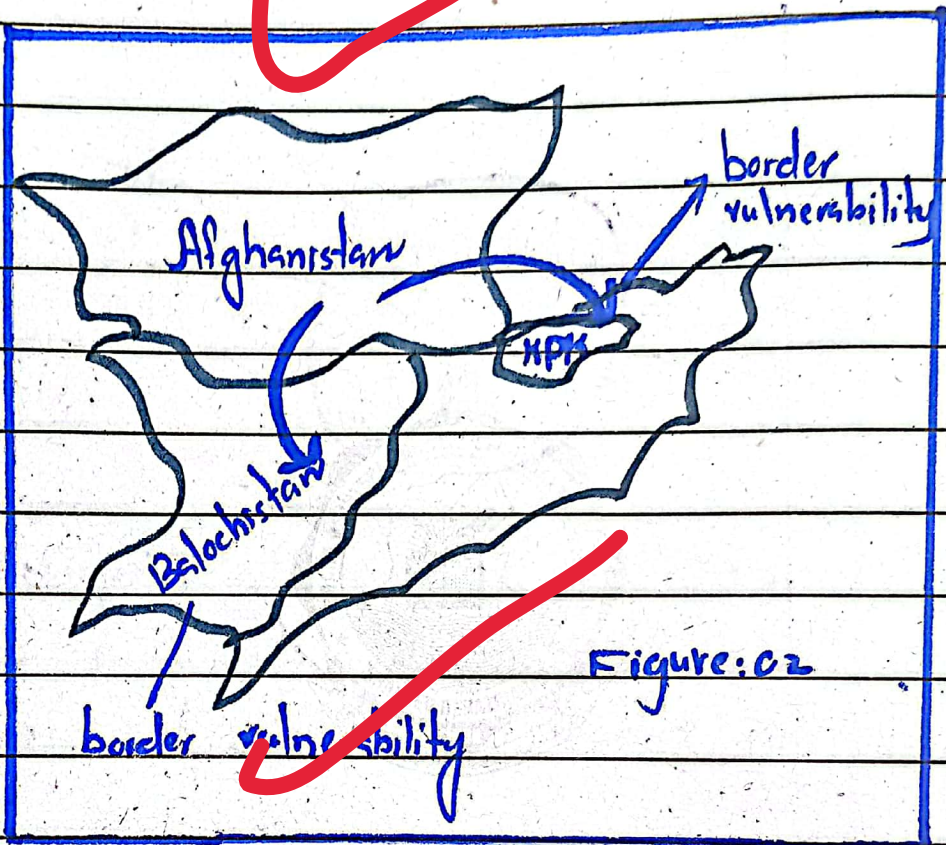 border
vulnerability
Afghanistan
KPK
Balochistan
Figure: 02
border vulnerability